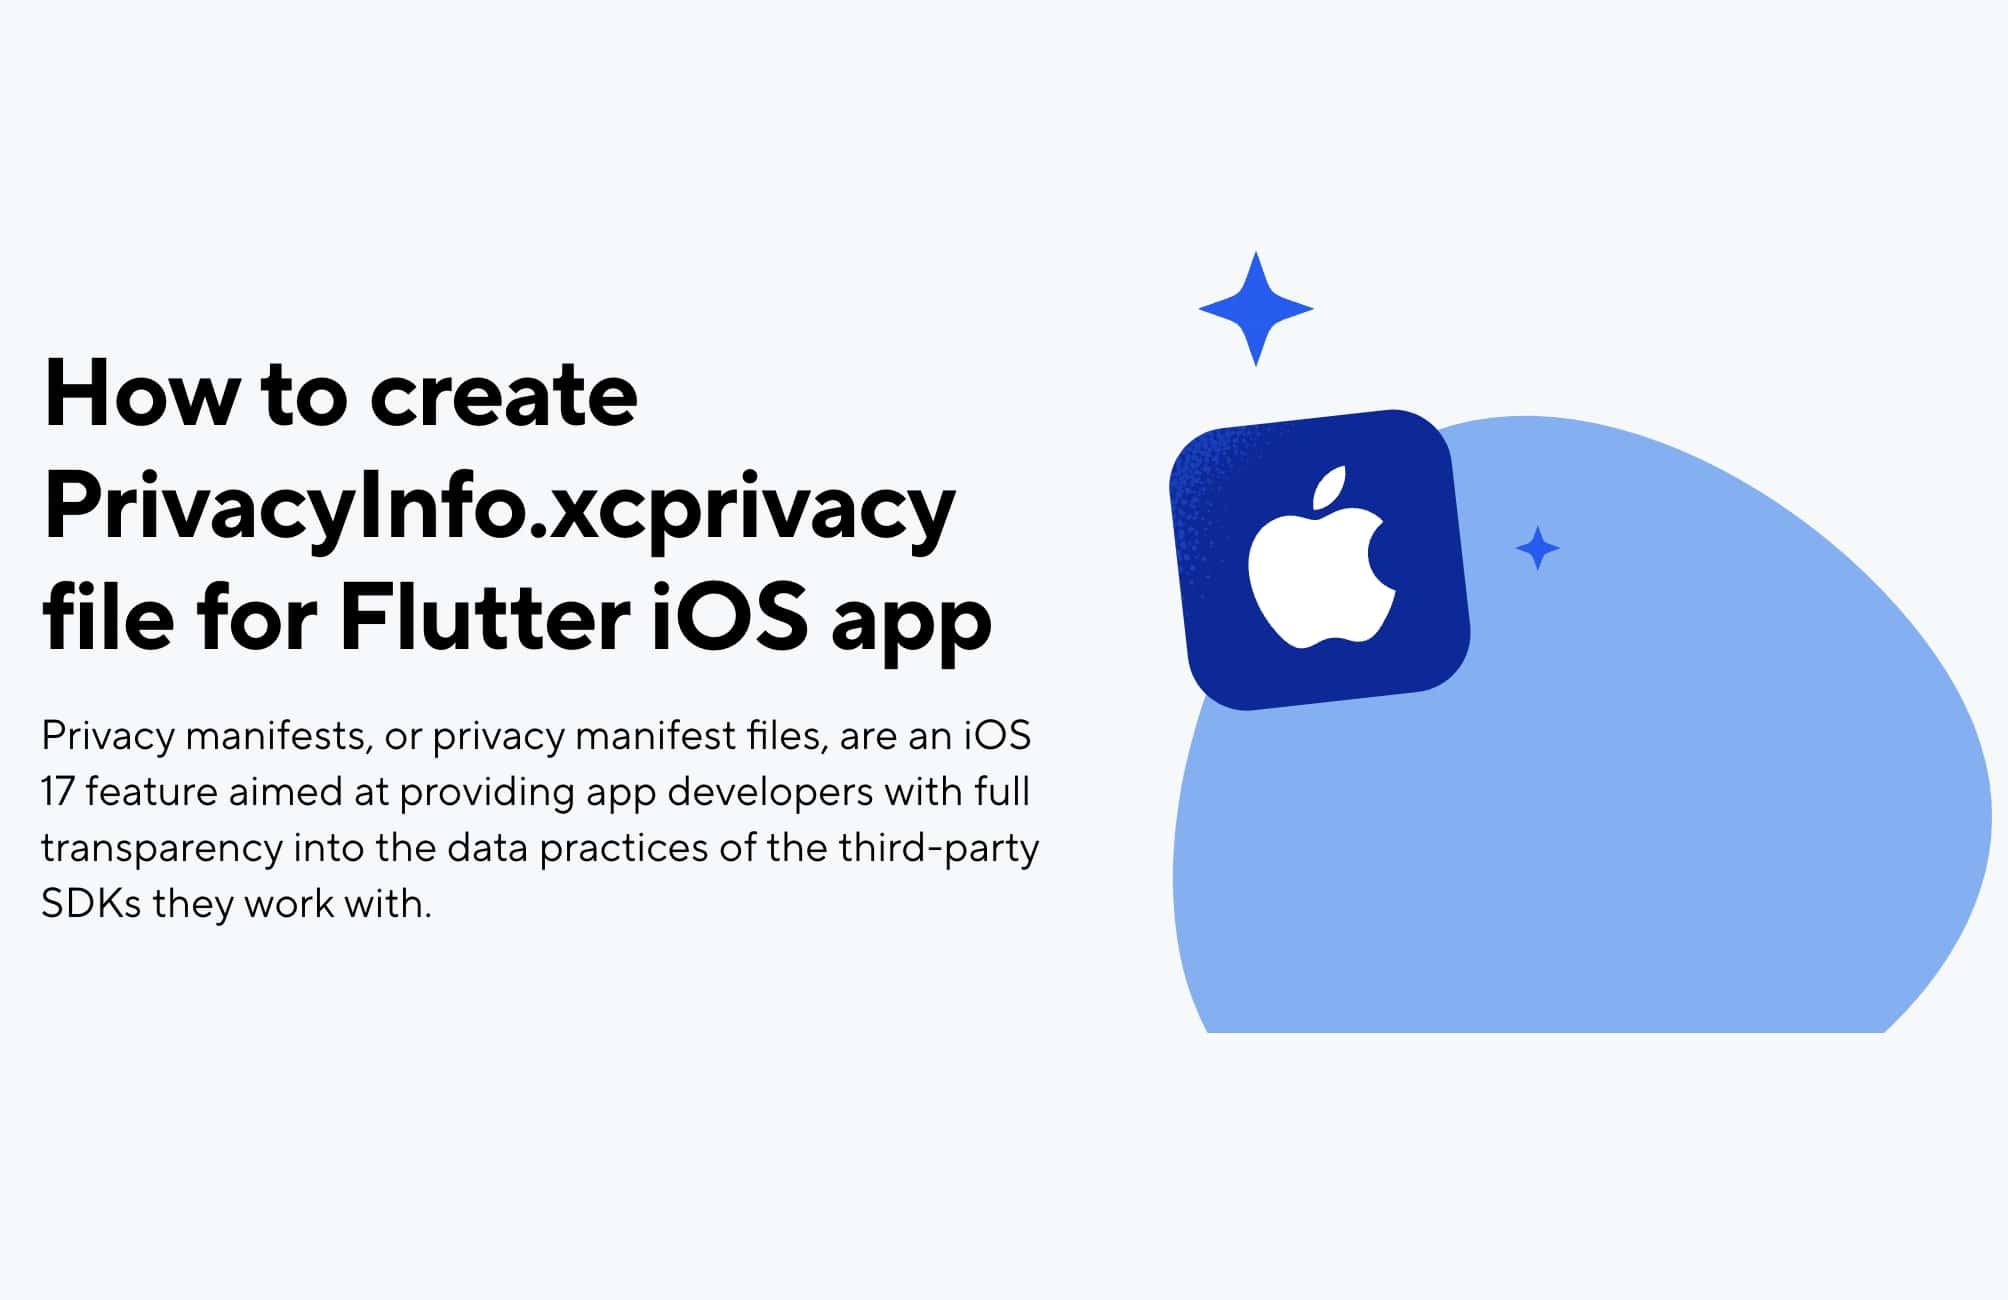 How to create
PrivacyInfo.xcprivacy
file for Flutter iOS app
Privacy manifests, or privacy manifest files, are an iOS
17 feature aimed at providing app developers with full
transparency into the data practices of the third-party
SDKs they work with.